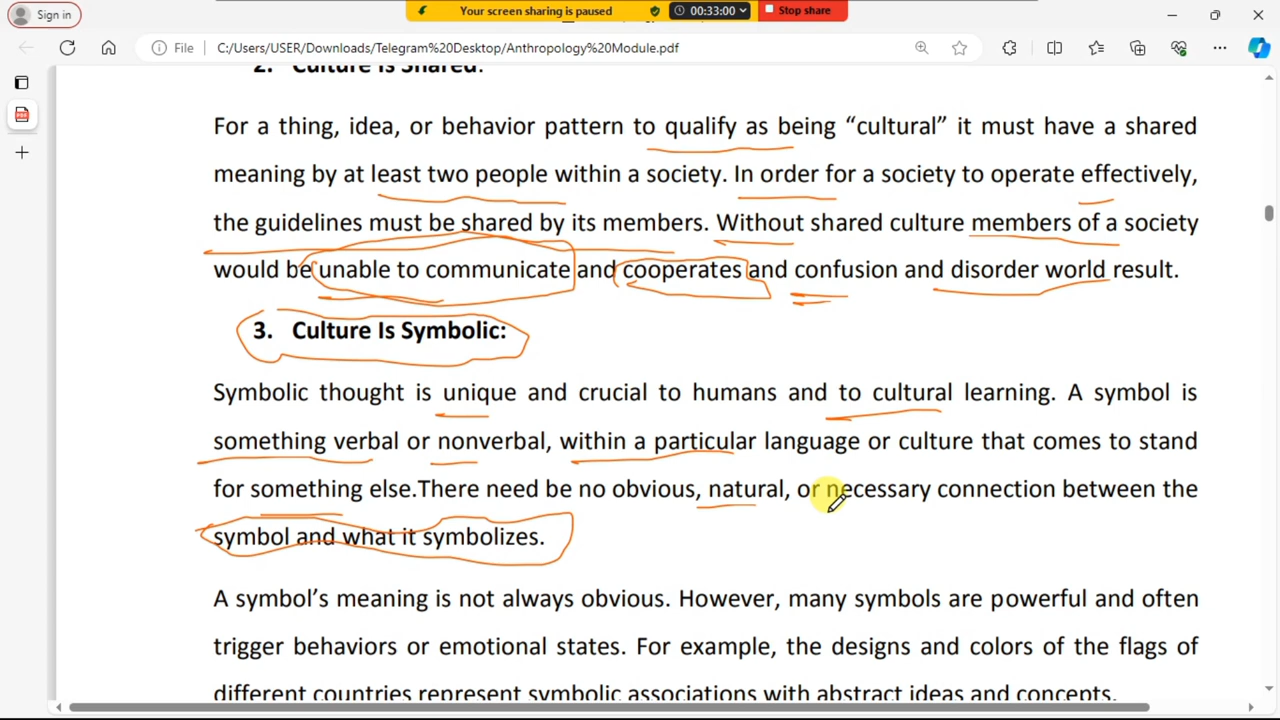 Sign in
Your screen sharing is paused
00:33:00
Stop share
File
C:/Users/USER/Downloads/Telegram%20Desktop/Anthropology%20Module.pdf
2. Culture Is Shared:
For a thing, idea, or behavior pattern to qualify as being “cultural” it must have a shared
meaning by at least two people within a society. In order for a society to operate effectively,
the guidelines must be shared by its members. Without shared culture members of a society
would be unable to communicate and cooperates and confusion and disorder world result.
3. Culture Is Symbolic:
Symbolic thought is unique and crucial to humans and to cultural learning. A symbol is
something verbal or nonverbal, within a particular language or culture that comes to stand
for something else.There need be no obvious, natural, or necessary connection between the
symbol and what it symbolizes.
A symbol’s meaning is not always obvious. However, many symbols are powerful and often
trigger behaviors or emotional states. For example, the designs and colors of the flags of
different countries represent symbolic associations with abstract ideas and concepts.